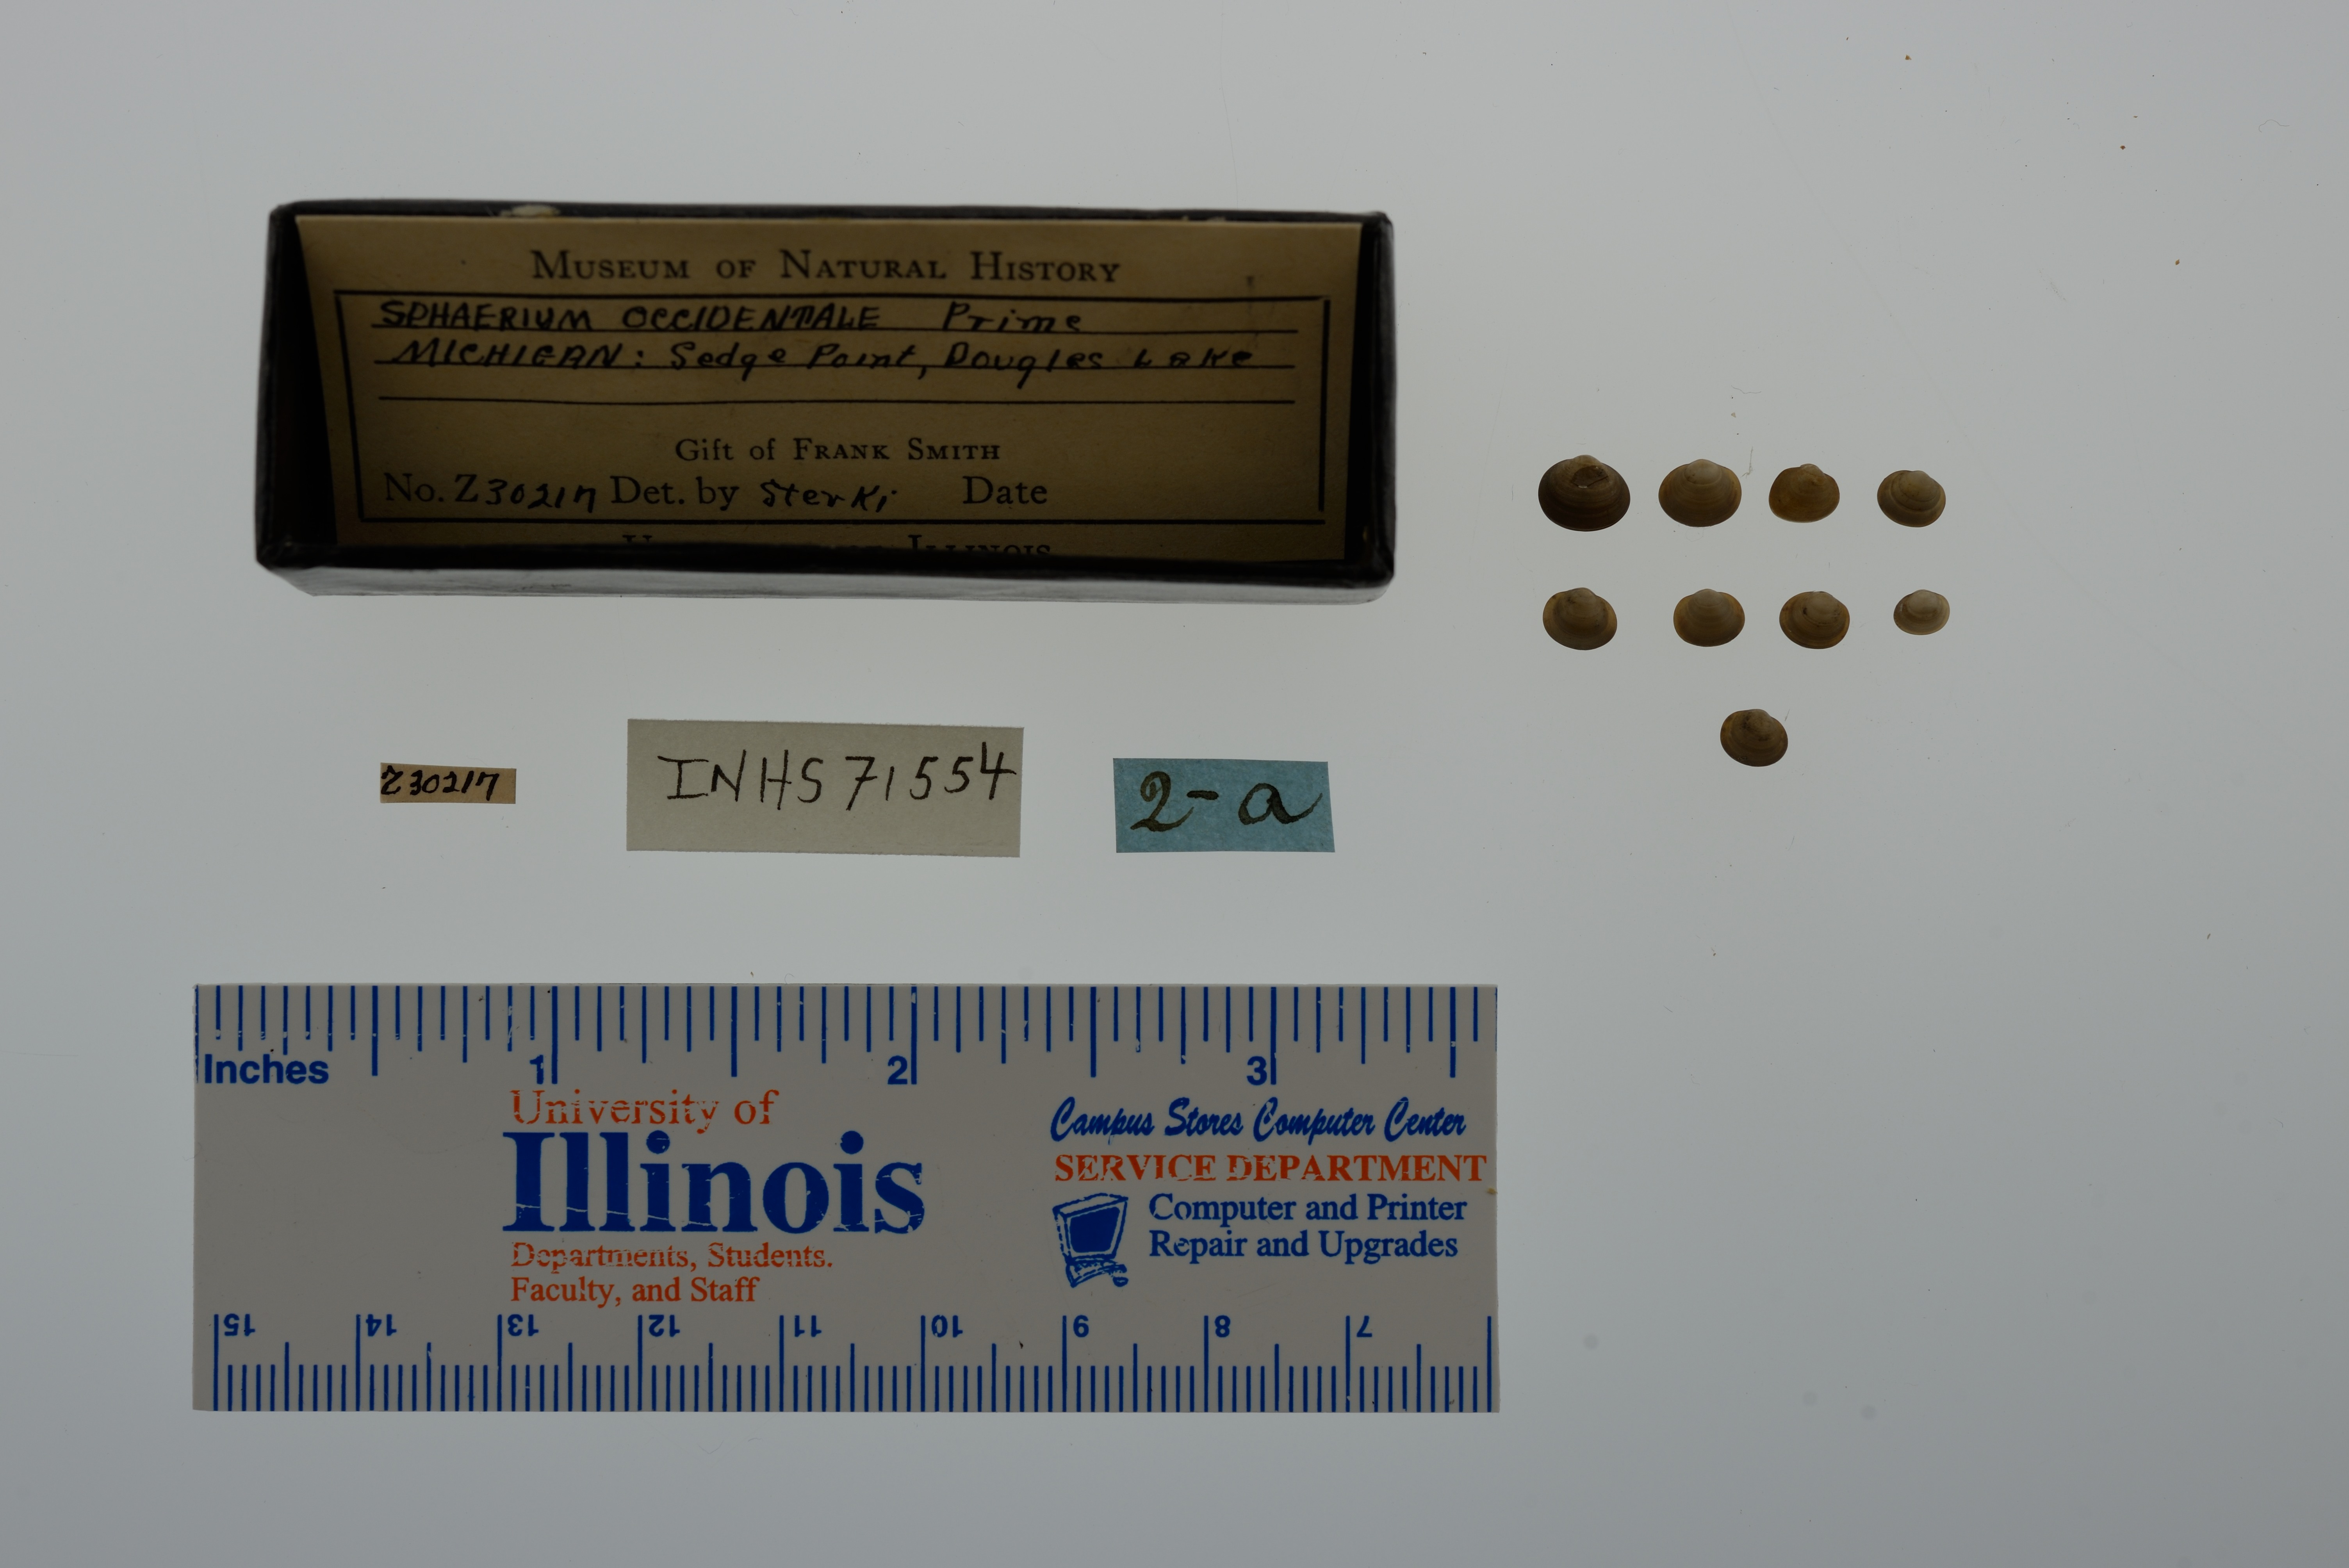 MUSEUM OF NATURAL HISTORY
SPHAERIUM OCCIDENTALE Prime
MICHIGAN: Sedge Point, Douglas Lake
Gift of FRANK SMITH
No. Z30217 Det. by Sterki Date
ILLINOIS
Z30217
INHS 71554
2-a
Inches 1 2 3
University of
Illinois
Departments, Students.
Faculty, and Staff
Campus Stores Computer Center
SERVICE DEPARTMENT
Computer and Printer
Repair and Upgrades
15 14 13 12 11 10 9 8 7